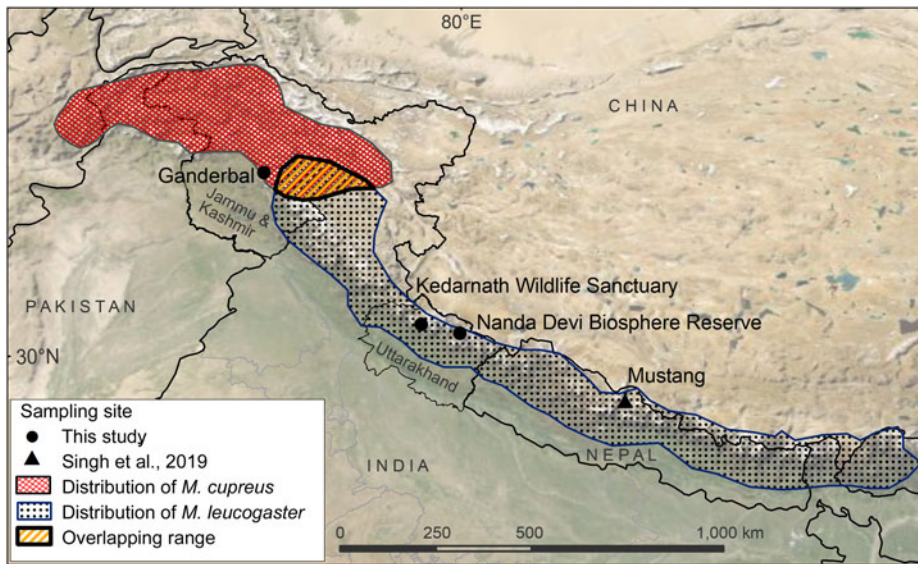 80°E
CHINA
Ganderbal
Jammu &
Kashmir
Kedarnath Wildlife Sanctuary
PAKISTAN
Nanda Devi Biosphere Reserve
30°N
Uttarakhand
Mustang
Sampling site
This study
Singh et al., 2019
NEPAL
INDIA
Distribution of M. cupreus
Distribution of M. leucogaster
Overlapping range
0 250 500 1,000 km